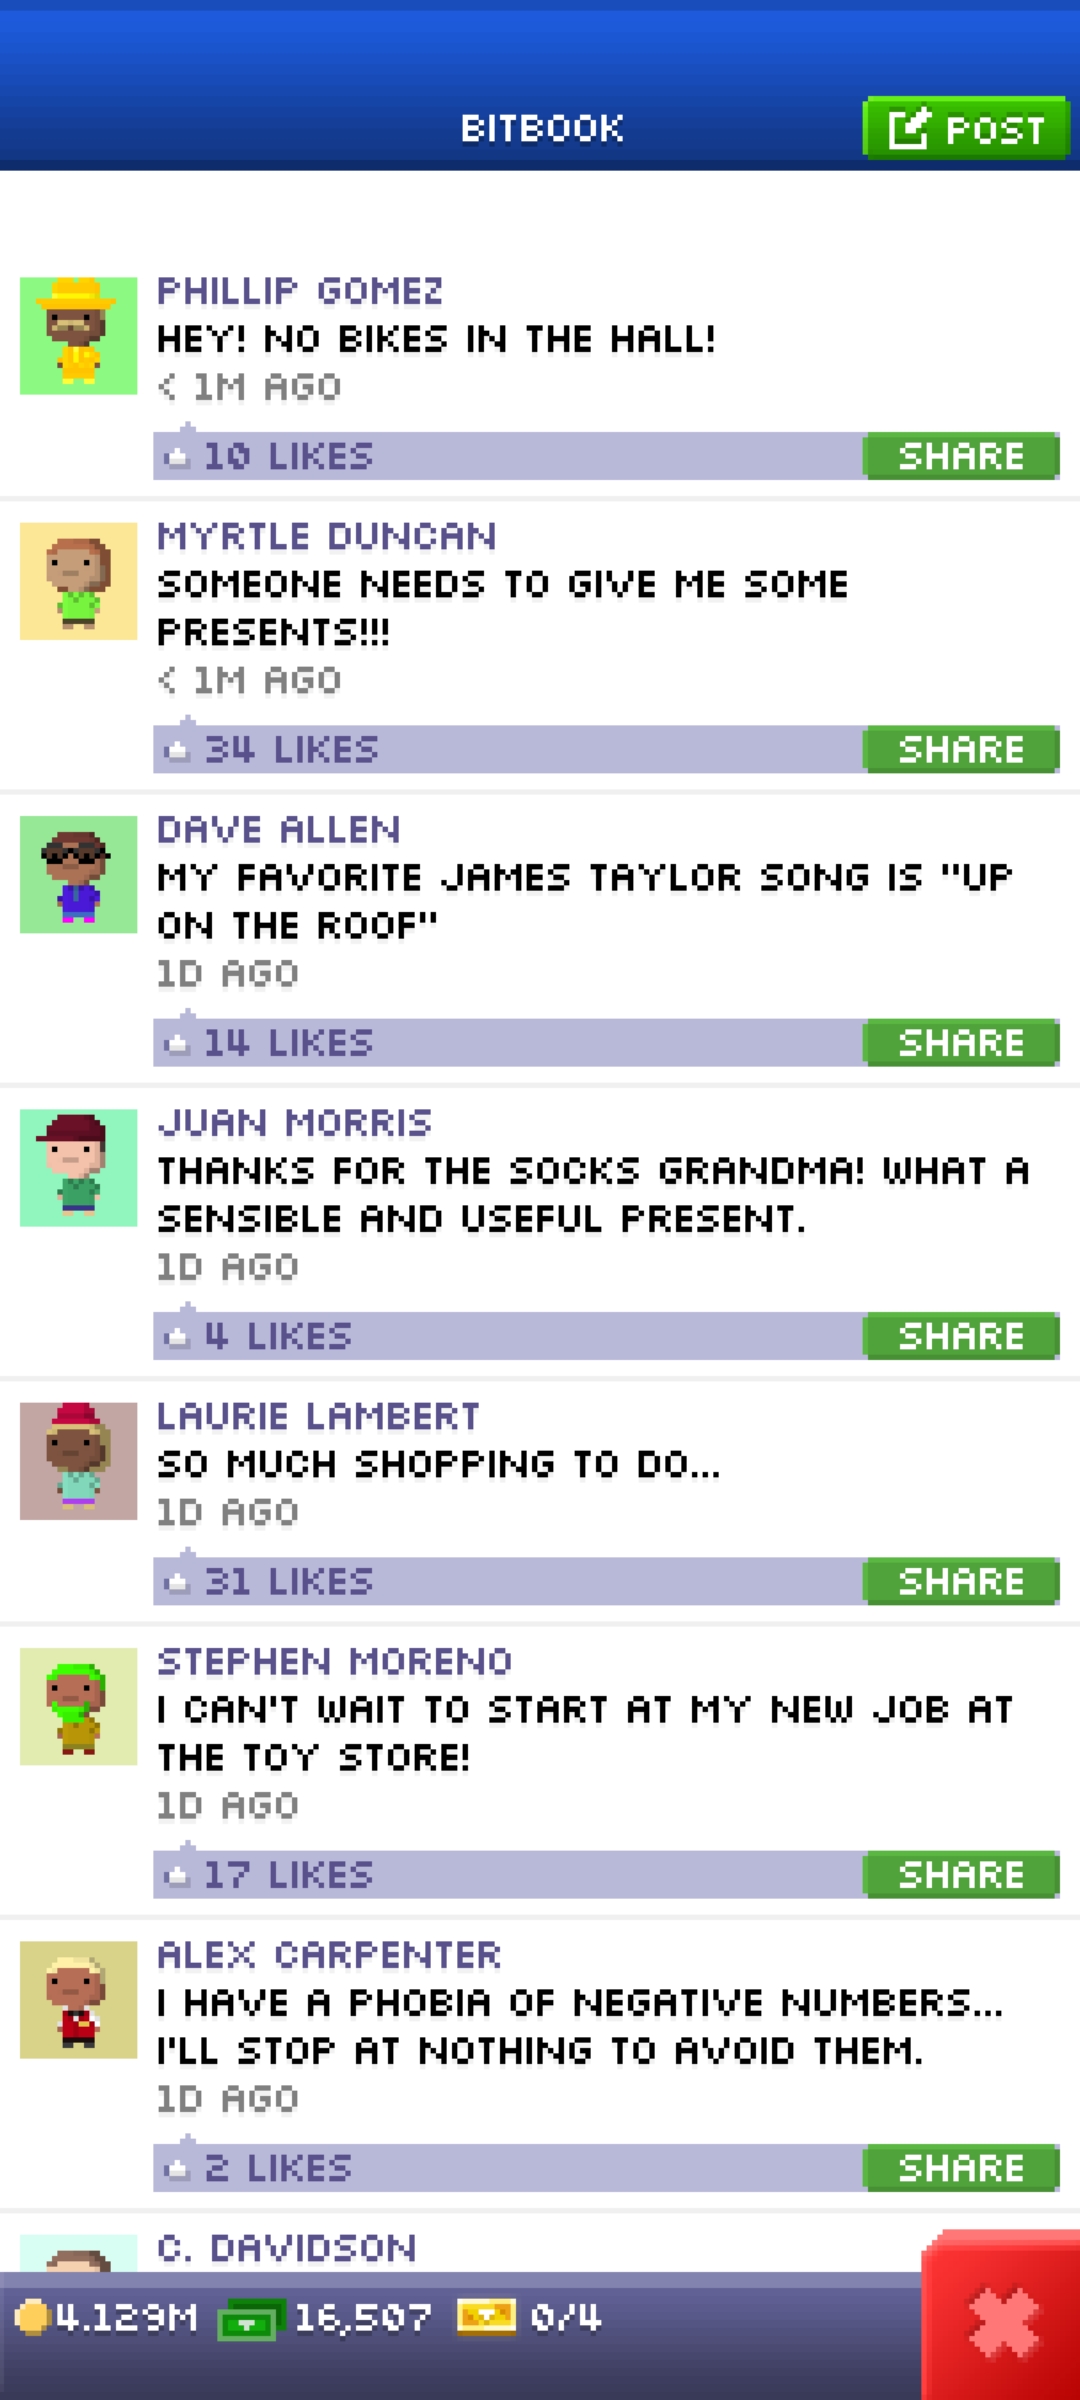 BITBOOK
POST
PHILLIP GOMEZ
HEY! NO BIKES IN THE HALL!
< 1M AGO
10 LIKES
SHARE
MYRTLE DUNCAN
SOMEONE NEEDS TO GIVE ME SOME
PRESENTS!!!
< 1M AGO
34 LIKES
SHARE
DAVE ALLEN
MY FAVORITE JAMES TAYLOR SONG IS "UP
ON THE ROOF"
1D AGO
14 LIKES
SHARE
JUAN MORRIS
THANKS FOR THE SOCKS GRANDMA! WHAT A
SENSIBLE AND USEFUL PRESENT.
1D AGO
4 LIKES
SHARE
LAURIE LAMBERT
SO MUCH SHOPPING TO DO...
1D AGO
31 LIKES
SHARE
STEPHEN MORENO
I CAN'T WAIT TO START AT MY NEW JOB AT
THE TOY STORE!
1D AGO
17 LIKES
SHARE
ALEX CARPENTER
I HAVE A PHOBIA OF NEGATIVE NUMBERS...
I'LL STOP AT NOTHING TO AVOID THEM.
1D AGO
2 LIKES
SHARE
C. DAVIDSON
4.129M 16,507 0/4